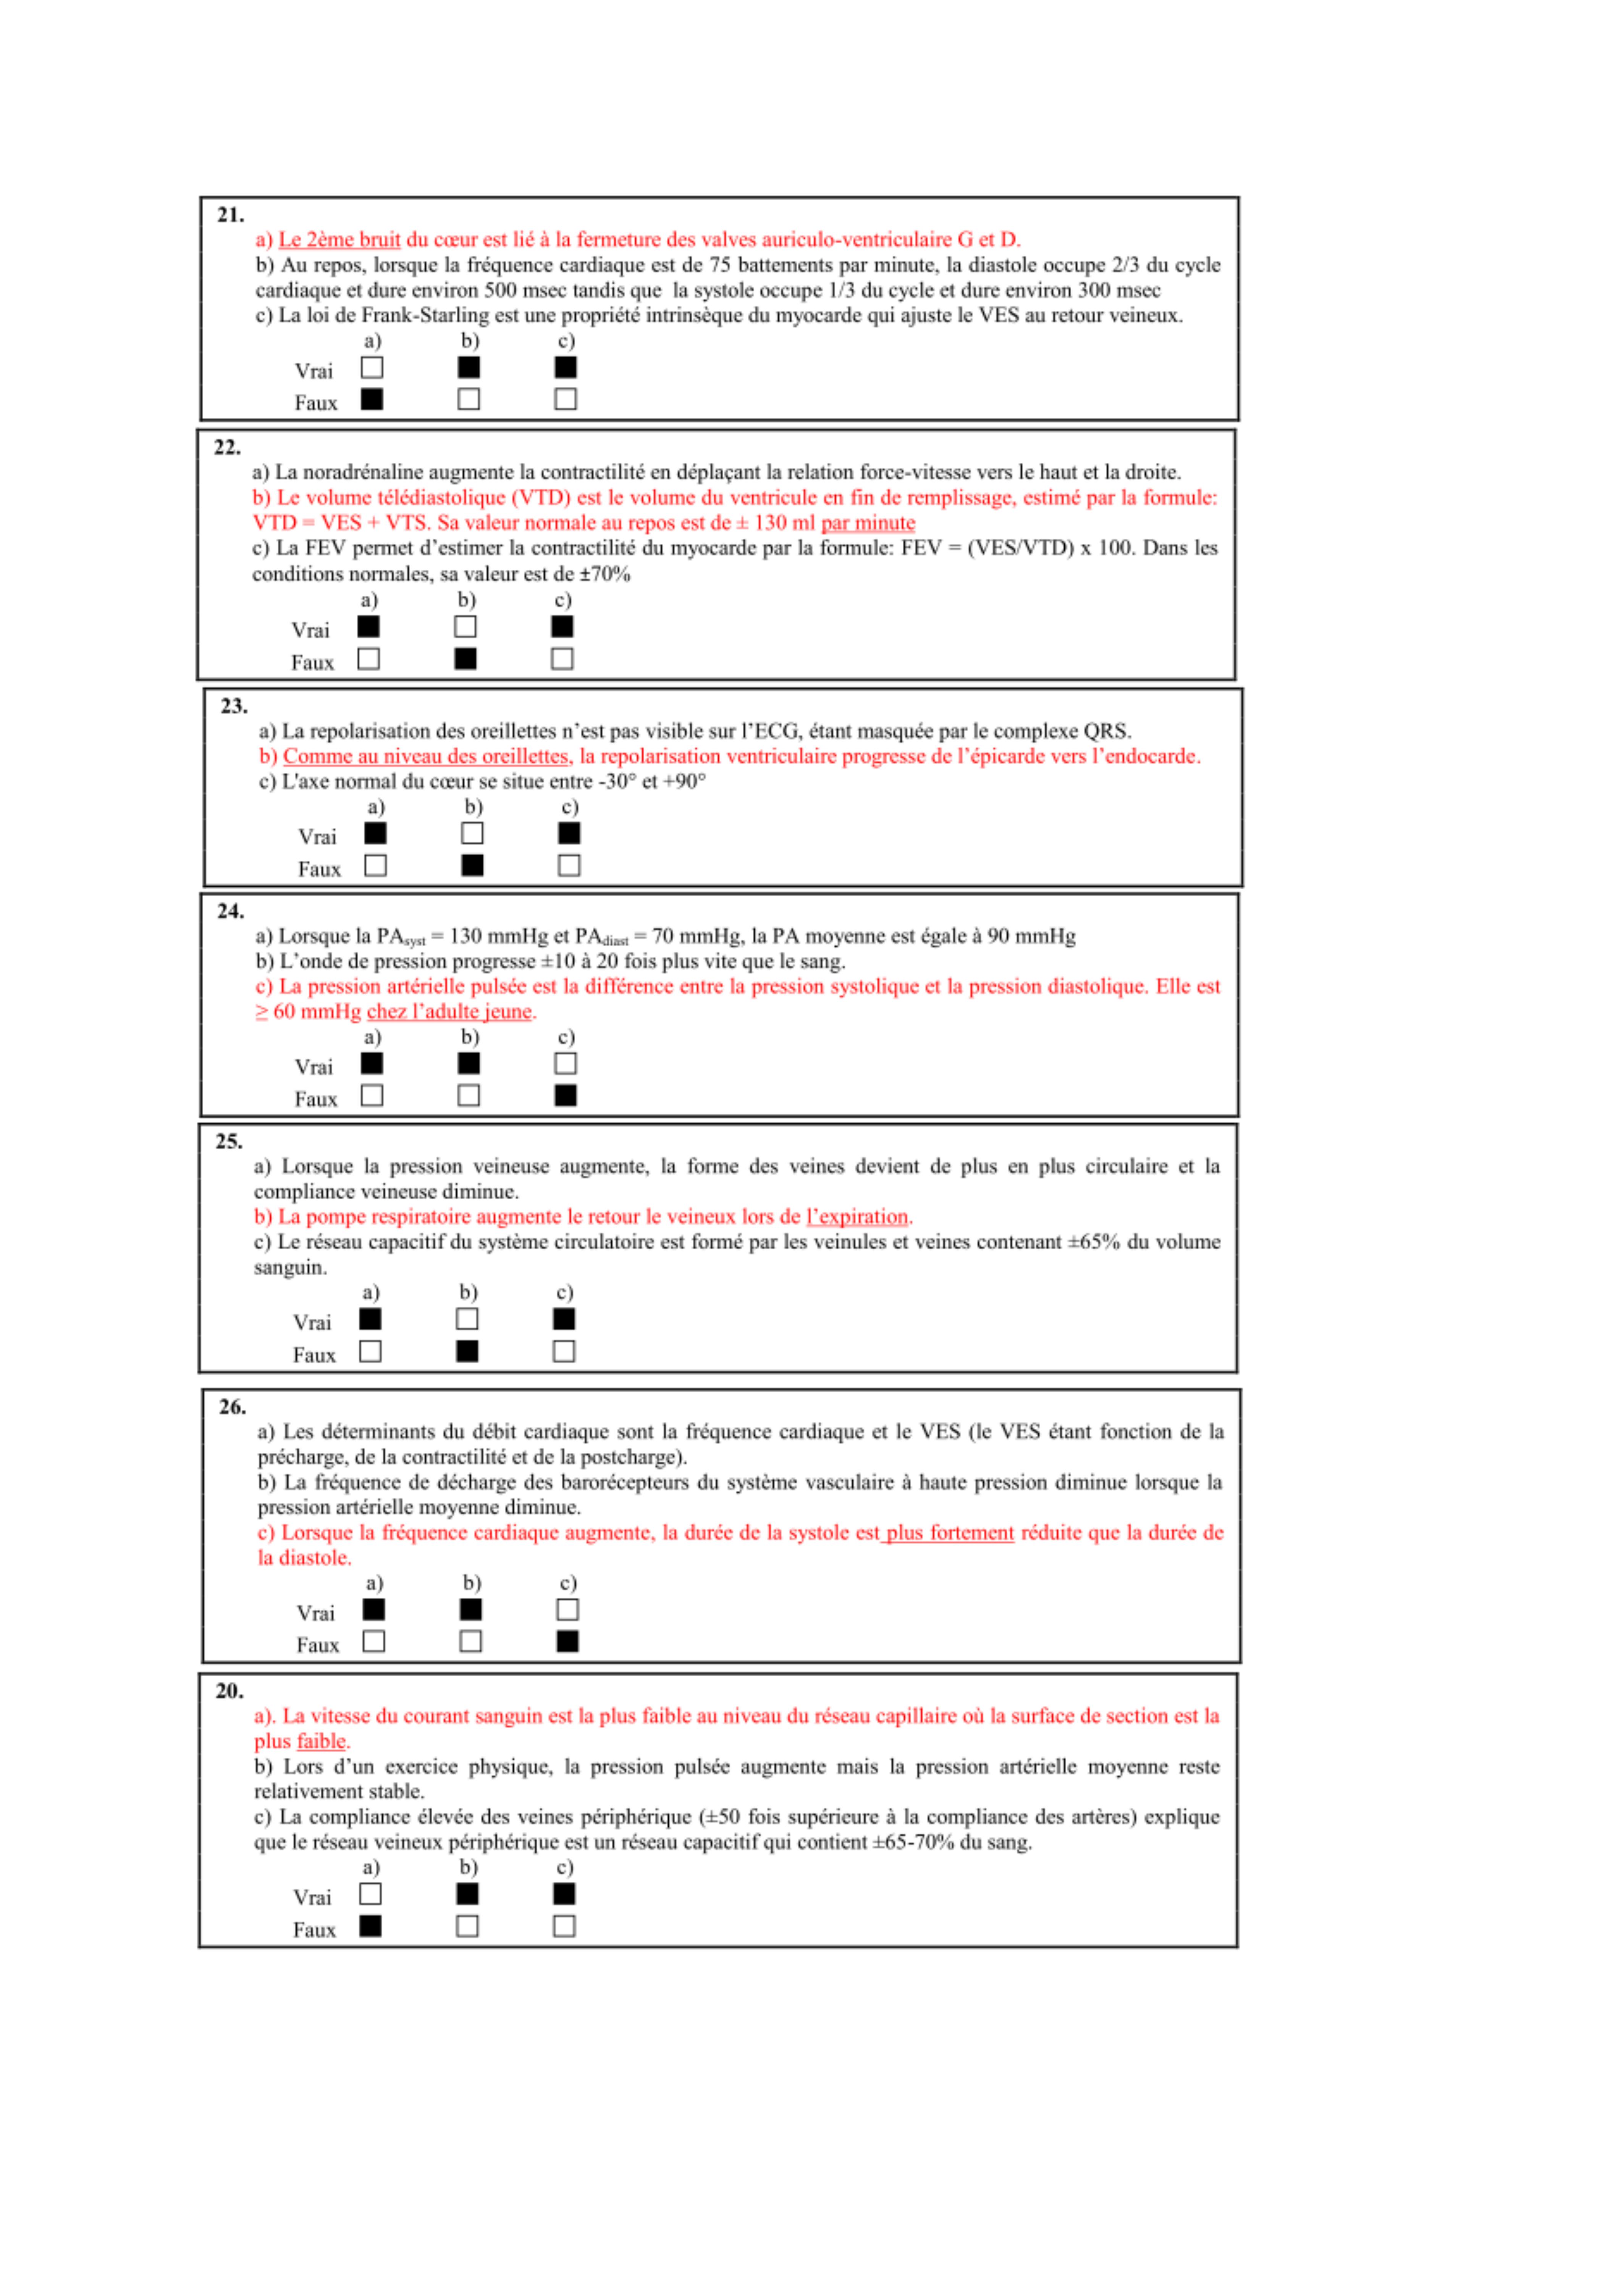 21.
a) Le 2ème bruit du cœur est lié à la fermeture des valves auriculo-ventriculaire G et D.
b) Au repos, lorsque la fréquence cardiaque est de 75 battements par minute, la diastole occupe 2/3 du cycle
cardiaque et dure environ 500 msec tandis que la systole occupe 1/3 du cycle et dure environ 300 msec
c) La loi de Frank-Starling est une propriété intrinsèque du myocarde qui ajuste le VES au retour veineux.
a) b) c)
Vrai
Faux
22.
a) La noradrénaline augmente la contractilité en déplaçant la relation force-vitesse vers le haut et la droite.
b) Le volume télédiastolique (VTD) est le volume du ventricule en fin de remplissage, estimé par la formule:
VTD = VES + VTS. Sa valeur normale au repos est de ± 130 ml par minute
c) La FEV permet d'estimer la contractilité du myocarde par la formule: FEV = (VES/VTD) x 100. Dans les
conditions normales, sa valeur est de ±70%
a) b) c)
Vrai
Faux
23.
a) La repolarisation des oreillettes n'est pas visible sur l'ECG, étant masquée par le complexe QRS.
b) Comme au niveau des oreillettes, la repolarisation ventriculaire progresse de l'épicarde vers l'endocarde.
c) L'axe normal du cœur se situe entre -30° et +90°
a) b) c)
Vrai
Faux
24.
a) Lorsque la PAsyst = 130 mmHg et PAdiast = 70 mmHg, la PA moyenne est égale à 90 mmHg
b) L'onde de pression progresse ±10 à 20 fois plus vite que le sang.
c) La pression artérielle pulsée est la différence entre la pression systolique et la pression diastolique. Elle est
≥ 60 mmHg chez l'adulte jeune.
a) b) c)
Vrai
Faux
25.
a) Lorsque la pression veineuse augmente, la forme des veines devient de plus en plus circulaire et la
compliance veineuse diminue.
b) La pompe respiratoire augmente le retour le veineux lors de l'expiration.
c) Le réseau capacitif du système circulatoire est formé par les veinules et veines contenant ±65% du volume
sanguin.
a) b) c)
Vrai
Faux
26.
a) Les déterminants du débit cardiaque sont la fréquence cardiaque et le VES (le VES étant fonction de la
précharge, de la contractilité et de la postcharge).
b) La fréquence de décharge des barorécepteurs du système vasculaire à haute pression diminue lorsque la
pression artérielle moyenne diminue.
c) Lorsque la fréquence cardiaque augmente, la durée de la systole est plus fortement réduite que la durée de
la diastole.
a) b) c)
Vrai
Faux
20.
a). La vitesse du courant sanguin est la plus faible au niveau du réseau capillaire où la surface de section est la
plus faible.
b) Lors d'un exercice physique, la pression pulsée augmente mais la pression artérielle moyenne reste
relativement stable.
c) La compliance élevée des veines périphérique (±50 fois supérieure à la compliance des artères) explique
que le réseau veineux périphérique est un réseau capacitif qui contient ±65-70% du sang.
a) b) c)
Vrai
Faux